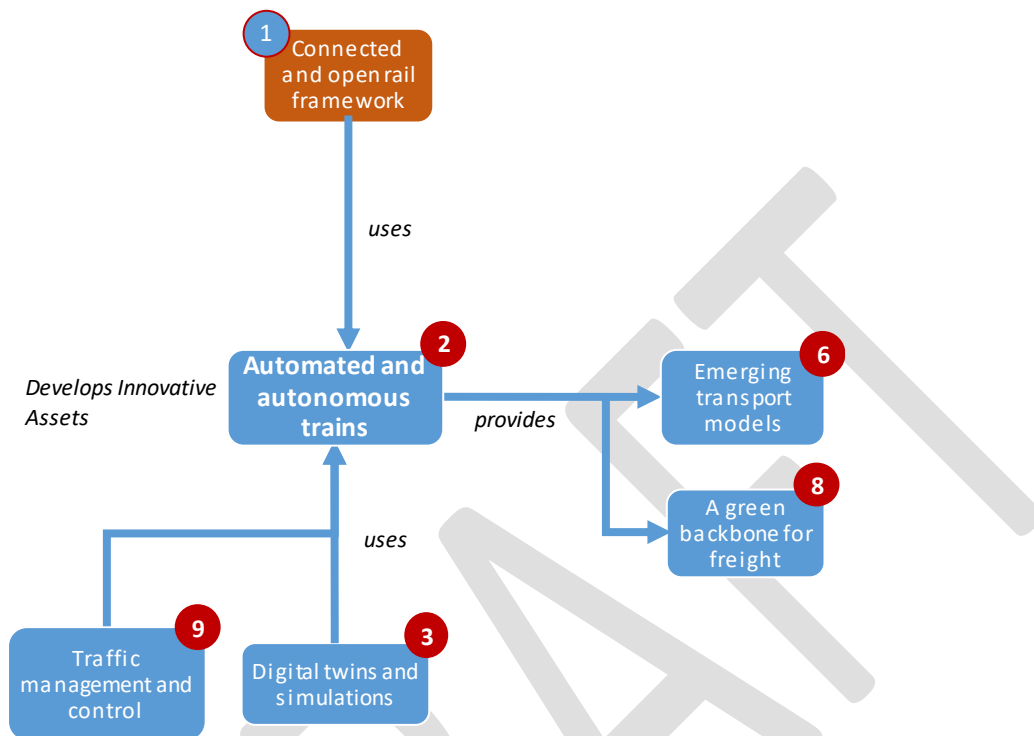 1
Connected
and open rail
framework
uses
2
Automated and
autonomous
trains
Develops Innovative
Assets
provides
6
Emerging
transport
models
8
A green
backbone for
freight
uses
9
Traffic
management and
control
3
Digital twins and
simulations
DRAFT